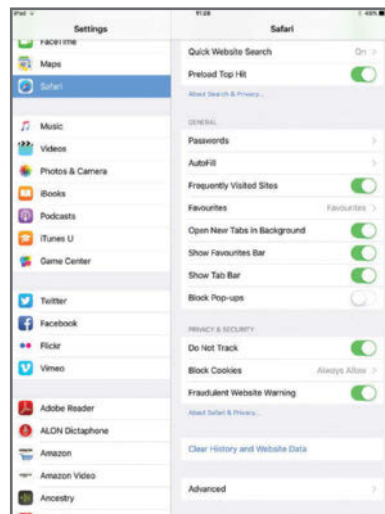 iPad
11:28
Settings
Safari
FaceTime
Maps
Safari
Music
Videos
Photos & Camera
iBooks
Podcasts
iTunes U
Game Center
Twitter
Facebook
Flickr
Vimeo
Adobe Reader
ALON Dictaphone
Amazon
Amazon Video
Ancestry
Quick Website Search
On >
Preload Top Hit
About Search & Privacy...
GENERAL
Passwords >
AutoFill >
Frequently Visited Sites
Favourites
Favourites >
Open New Tabs in Background
Show Favourites Bar
Show Tab Bar
Block Pop-ups
PRIVACY & SECURITY
Do Not Track
Block Cookies
Always Allow >
Fraudulent Website Warning
About Safari & Privacy...
Clear History and Website Data
Advanced >